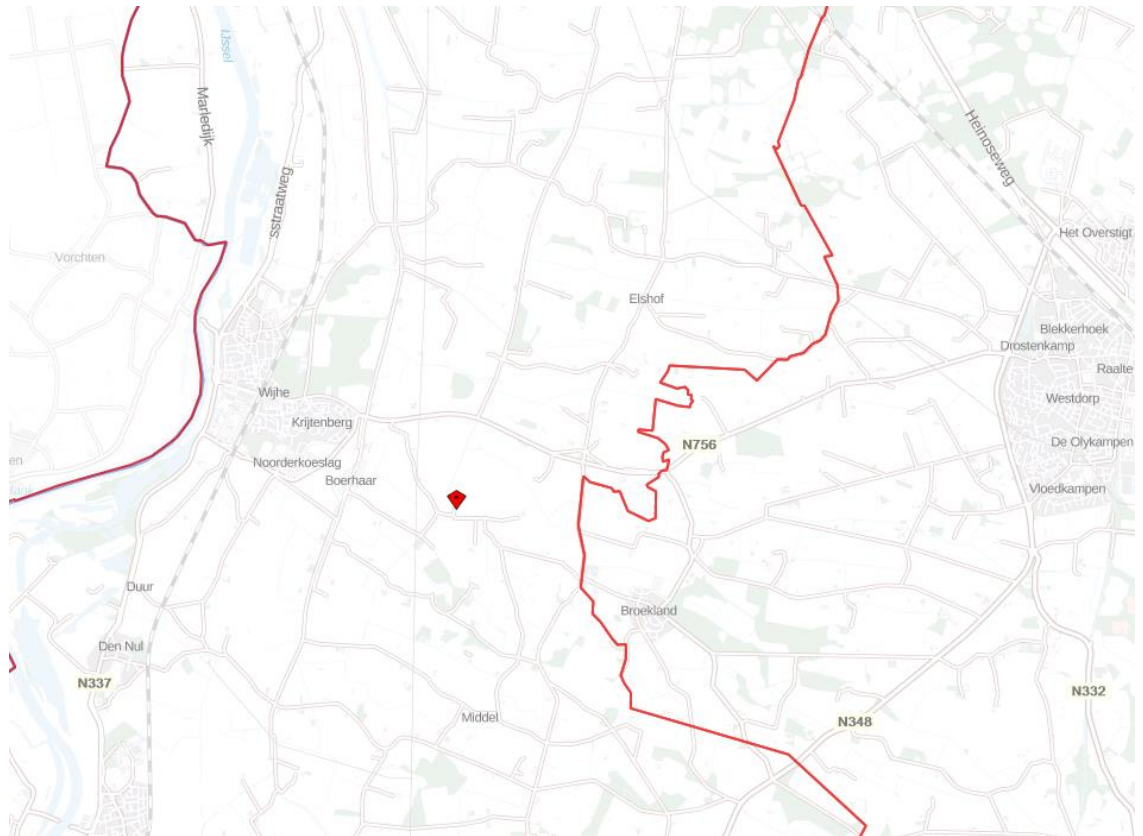 IJssel
Marledijk
Heinoseweg
sstraatweg
Het Overstigt
Vorchten
Elshof
Blekkerhoek
Drostenkamp
Raalte
Wijhe
Westdorp
Krijtenberg
N756
De Olykampen
en
Noorderkoeslag
Boerhaar
Vloedkampen
Duur
Broekland
Den Nul
N337
N332
Middel
N348